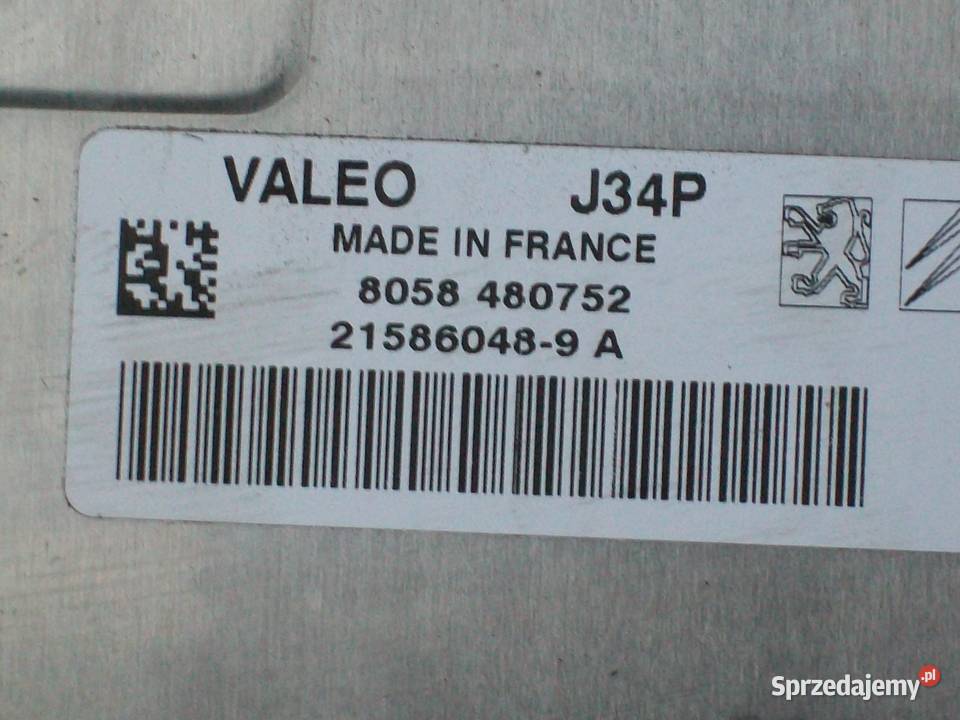 VALEO J34P
MADE IN FRANCE
8058 480752
21586048-9 A
Sprzedajemy.pl